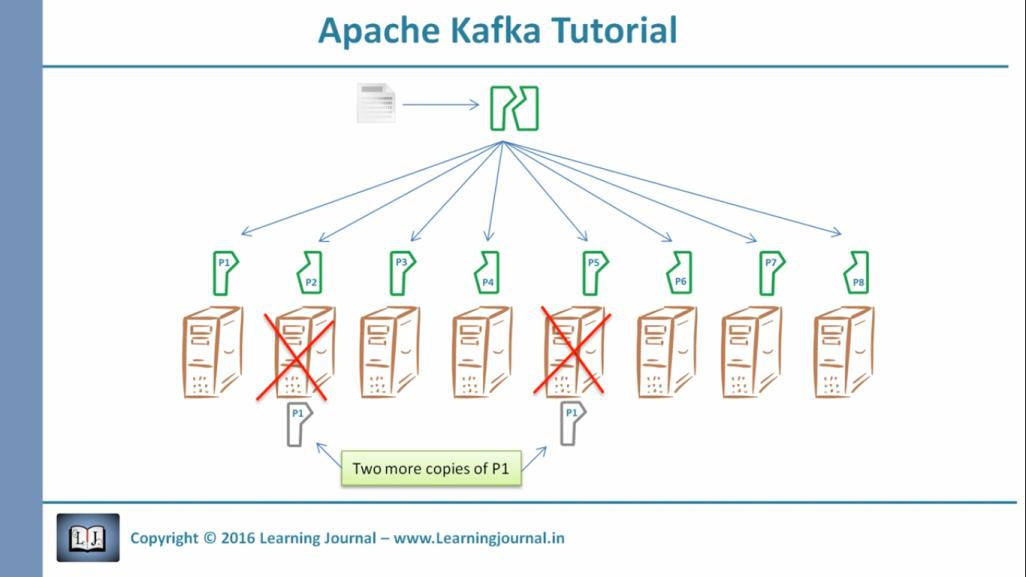 Apache Kafka Tutorial
P1
P2
P3
P4
P5
P6
P7
P8
P1
P1
Two more copies of P1
LJ
Copyright © 2016 Learning Journal – www.Learningjournal.in